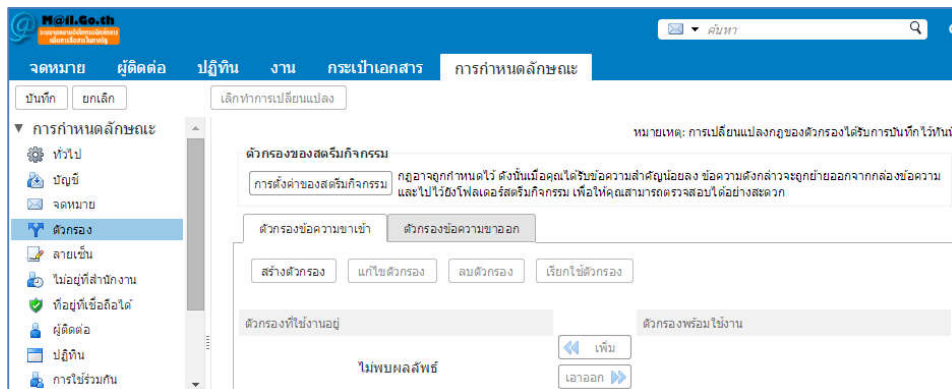 M@il.Go.th
ค้นหา
จดหมาย ผู้ติดต่อ ปฏิทิน งาน กระเป๋าเอกสาร การกำหนดลักษณะ
บันทึก ยกเลิก เลิกทำการเปลี่ยนแปลง
การกำหนดลักษณะ
ทั่วไป
บัญชี
จดหมาย
ตัวกรอง
ลายเซ็น
ไม่อยู่ที่สำนักงาน
ที่อยู่ที่เชื่อถือได้
ผู้ติดต่อ
ปฏิทิน
การใช้ร่วมกัน
หมายเหตุ: การเปลี่ยนแปลงกฎของตัวกรองได้รับการบันทึกไว้ทันที
ตัวกรองของสตรีมกิจกรรม
การตั้งค่าของสตรีมกิจกรรม
กฎอาจถูกกำหนดไว้ ดังนั้นเมื่อคุณได้รับข้อความสำคัญน้อยลง ข้อความดังกล่าวจะถูกย้ายออกจากกล่องข้อความ
และไปไว้ยังโฟลเดอร์สตรีมกิจกรรม เพื่อให้คุณสามารถตรวจสอบได้อย่างสะดวก
ตัวกรองข้อความขาเข้า ตัวกรองข้อความขาออก
สร้างตัวกรอง แก้ไขตัวกรอง ลบตัวกรอง เรียกใช้ตัวกรอง
ตัวกรองที่ใช้งานอยู่ ตัวกรองพร้อมใช้งาน
ไม่พบผลลัพธ์
เพิ่ม
เอาออก